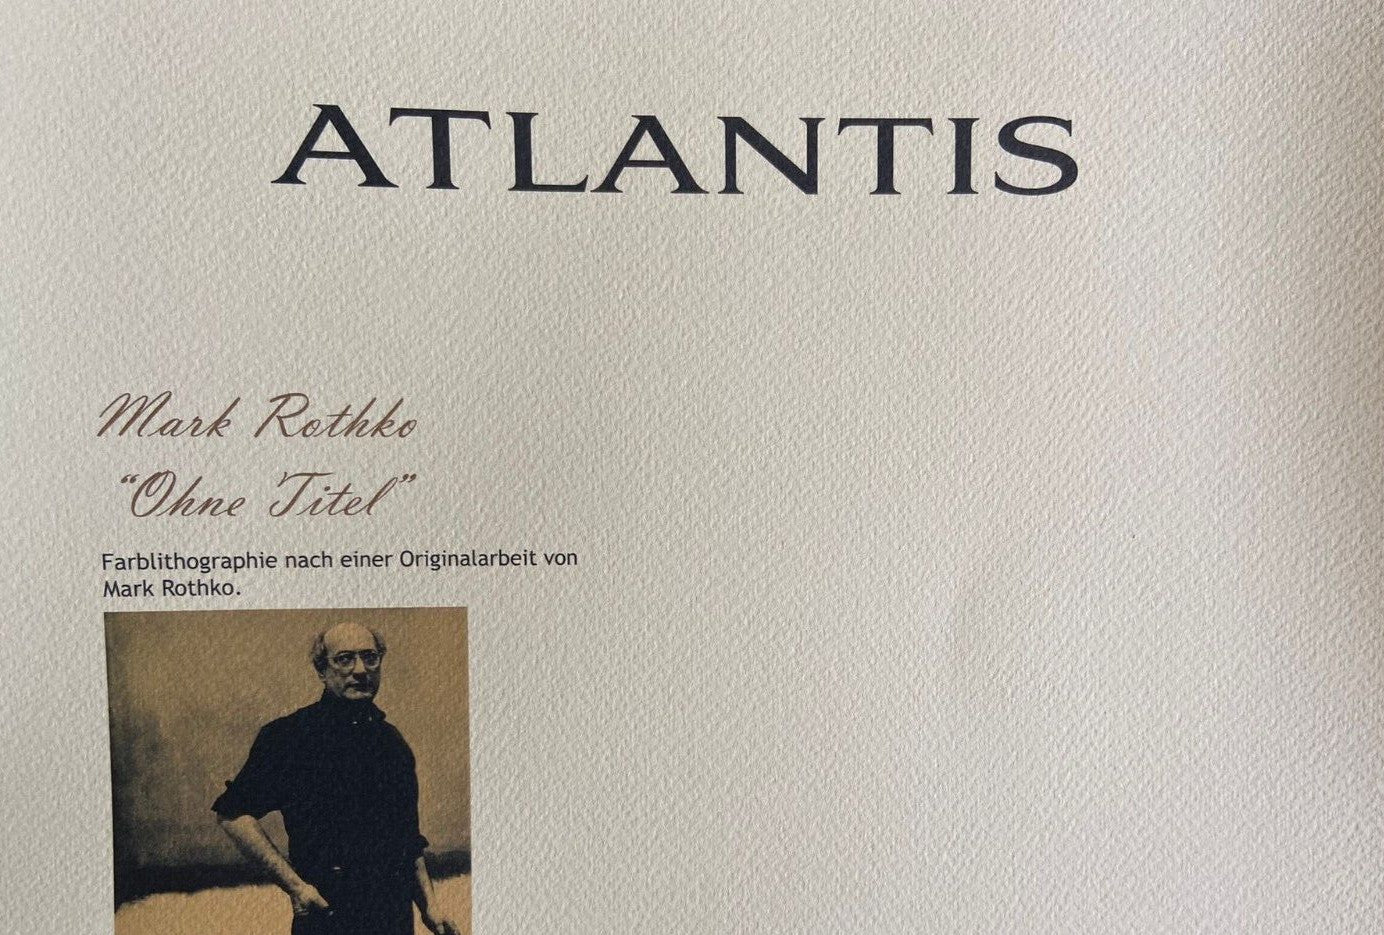 ATLANTIS
Mark Rothko
“Ohne Titel”
Farblithographie nach einer Originalarbeit von
Mark Rothko.